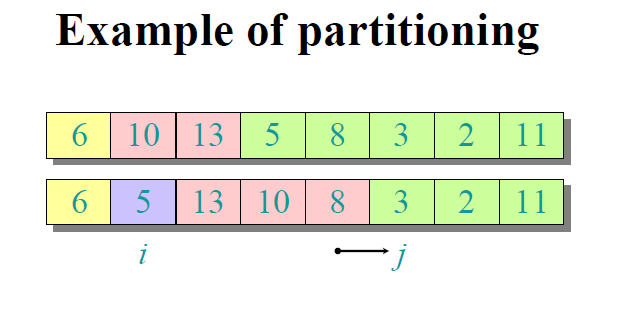 Example of partitioning
6 10 13 5 8 3 2 11
6 5 13 10 8 3 2 11
i j